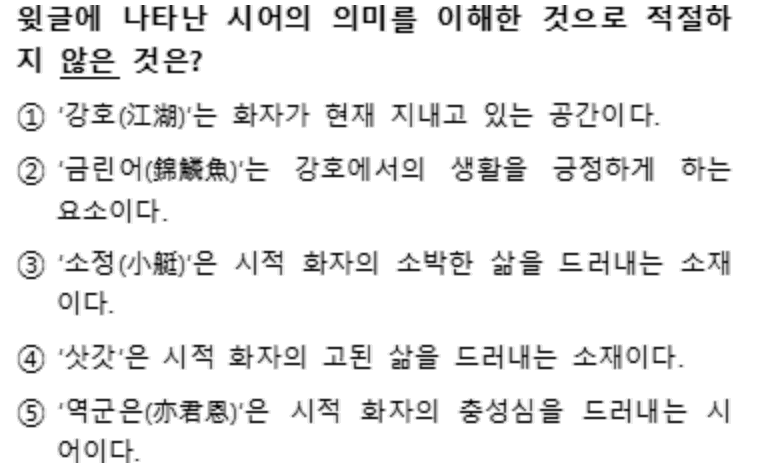 윗글에 나타난 시어의 의미를 이해한 것으로 적절하
지 않은 것은?
① '강호(江湖)'는 화자가 현재 지내고 있는 공간이다.
② '금린어(錦鱗魚)'는 강호에서의 생활을 긍정하게 하는
요소이다.
③ '소정(小艇)'은 시적 화자의 소박한 삶을 드러내는 소재
이다.
④ '삿갓'은 시적 화자의 고된 삶을 드러내는 소재이다.
⑤ '역군은(亦君恩)'은 시적 화자의 충성심을 드러내는 시
어이다.